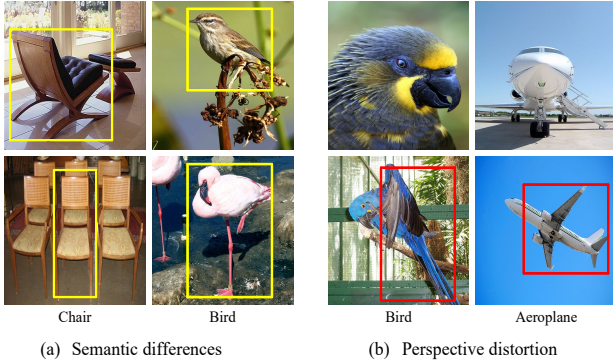 Chair
Bird
Bird
Aeroplane
(a) Semantic differences
(b) Perspective distortion